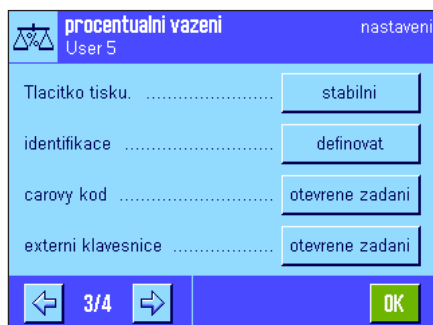 procentualni vazeni nastaveni
User 5
Tlacitko tisku. ........................ stabilni
identifikace ............................ definovat
carovy kod ............................ otevrene zadani
externi klavesnice .................. otevrene zadani
3/4 OK